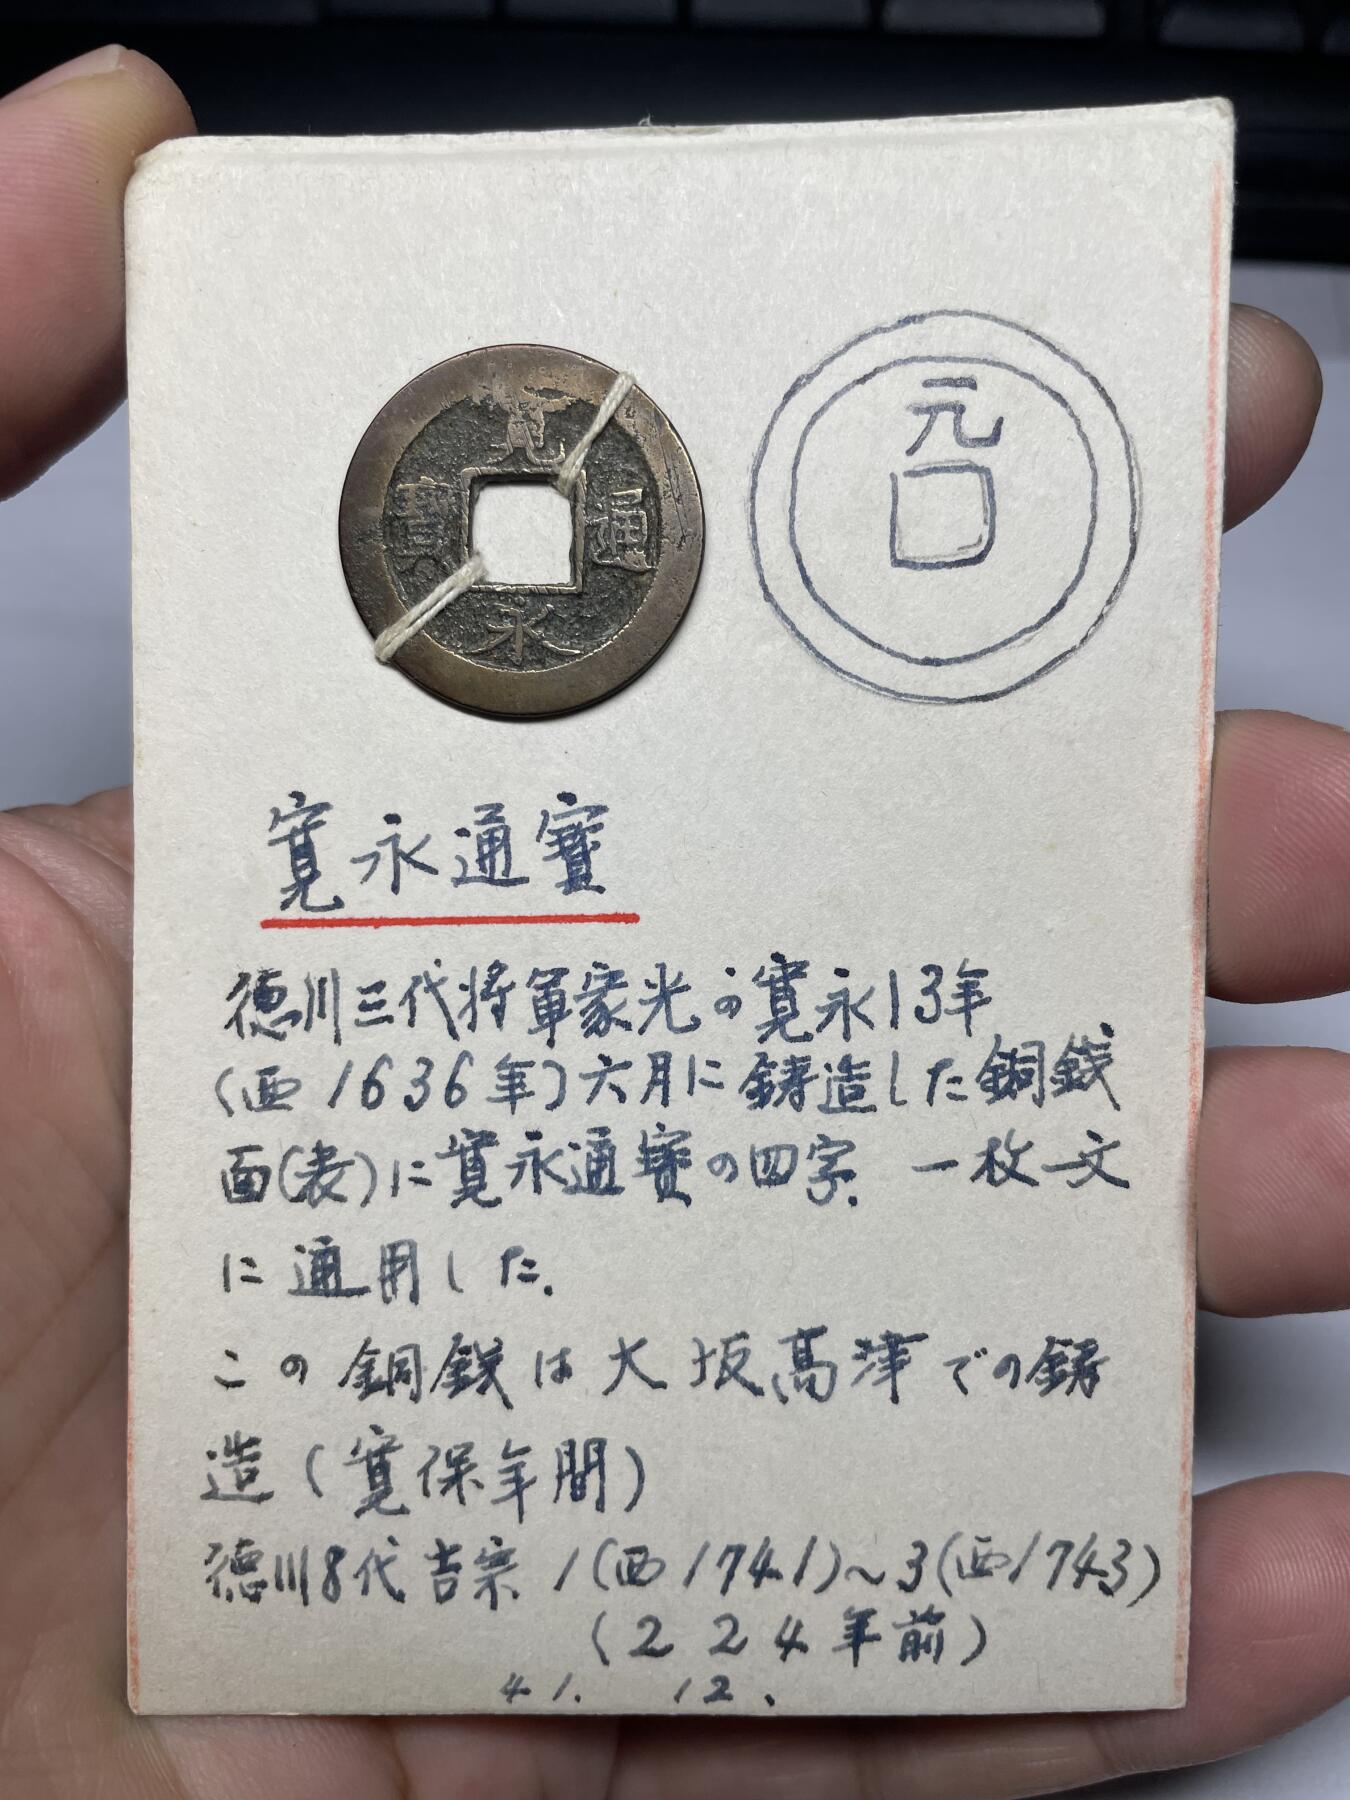 寛永通寳
元
寛永通寳
徳川三代将軍家光の寛永13年
(西1636年)六月に鋳造した銅銭
面(表)に寛永通寳の四字.一枚一文
に通用した.
この銅銭は大坂高津での鋳
造(寛保年間)
徳川8代吉宗 1(西1741)~3(西1743)
(224年前)
41. 12.